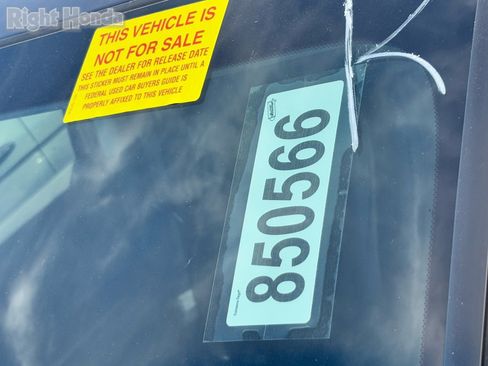 Right Honda
THIS VEHICLE IS
NOT FOR SALE
SEE THE DEALER FOR RELEASE DATE
THIS STICKER MUST REMAIN IN PLACE UNTIL A
FEDERAL USED CAR BUYERS GUIDE IS
PROPERLY AFFIXED TO THIS VEHICLE
850566